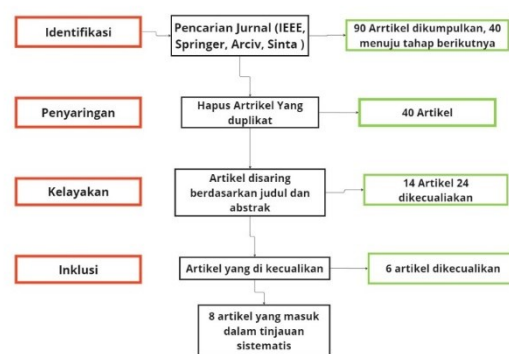 Identifikasi
Pencarian Jurnal (IEEE,
Springer, Arciv, Sinta )
90 Arrtikel dikumpulkan, 40
menuju tahap berikutnya
Penyaringan
Hapus Artrikel Yang
duplikat
40 Artikel
Kelayakan
Artikel disaring
berdasarkan judul dan
abstrak
14 Artikel 24
dikecualiakan
Inklusi
Artikel yang di kecualikan
6 artikel dikecualikan
8 artikel yang masuk
dalam tinjauan
sistematis